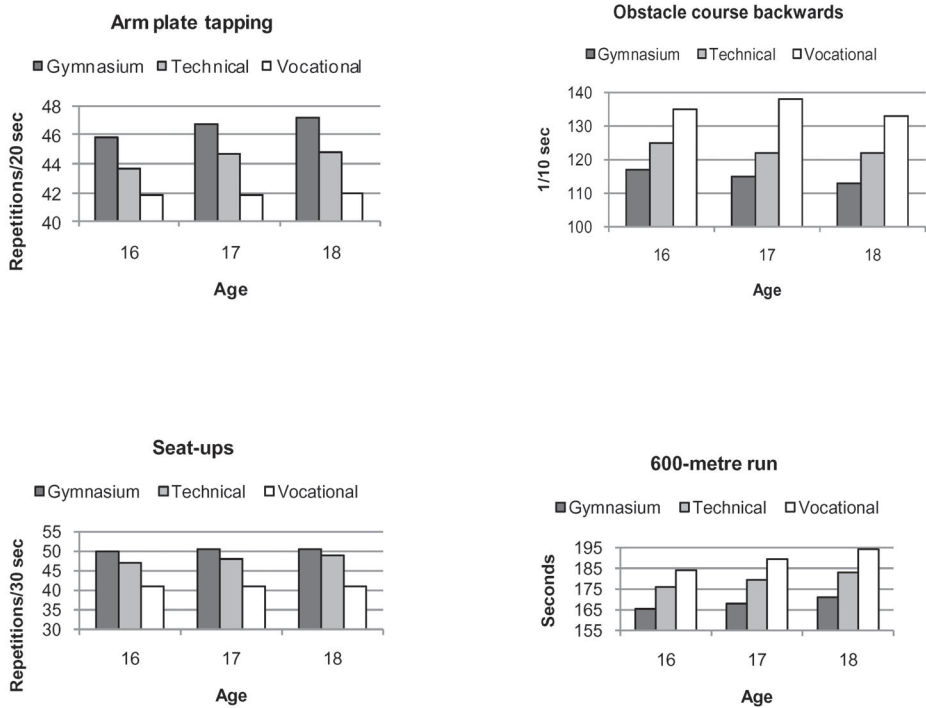 Arm plate tapping
Gymnasium Technical Vocational
Repetitions/20 sec
48
46
44
42
40
16 17 18
Age
Obstacle course backwards
Gymnasium Technical Vocational
1/10 sec
140
130
120
110
100
16 17 18
Age
Seat-ups
Gymnasium Technical Vocational
Repetitions/30 sec
55
50
45
40
35
30
16 17 18
Age
600-metre run
Gymnasium Technical Vocational
Seconds
195
185
175
165
155
16 17 18
Age